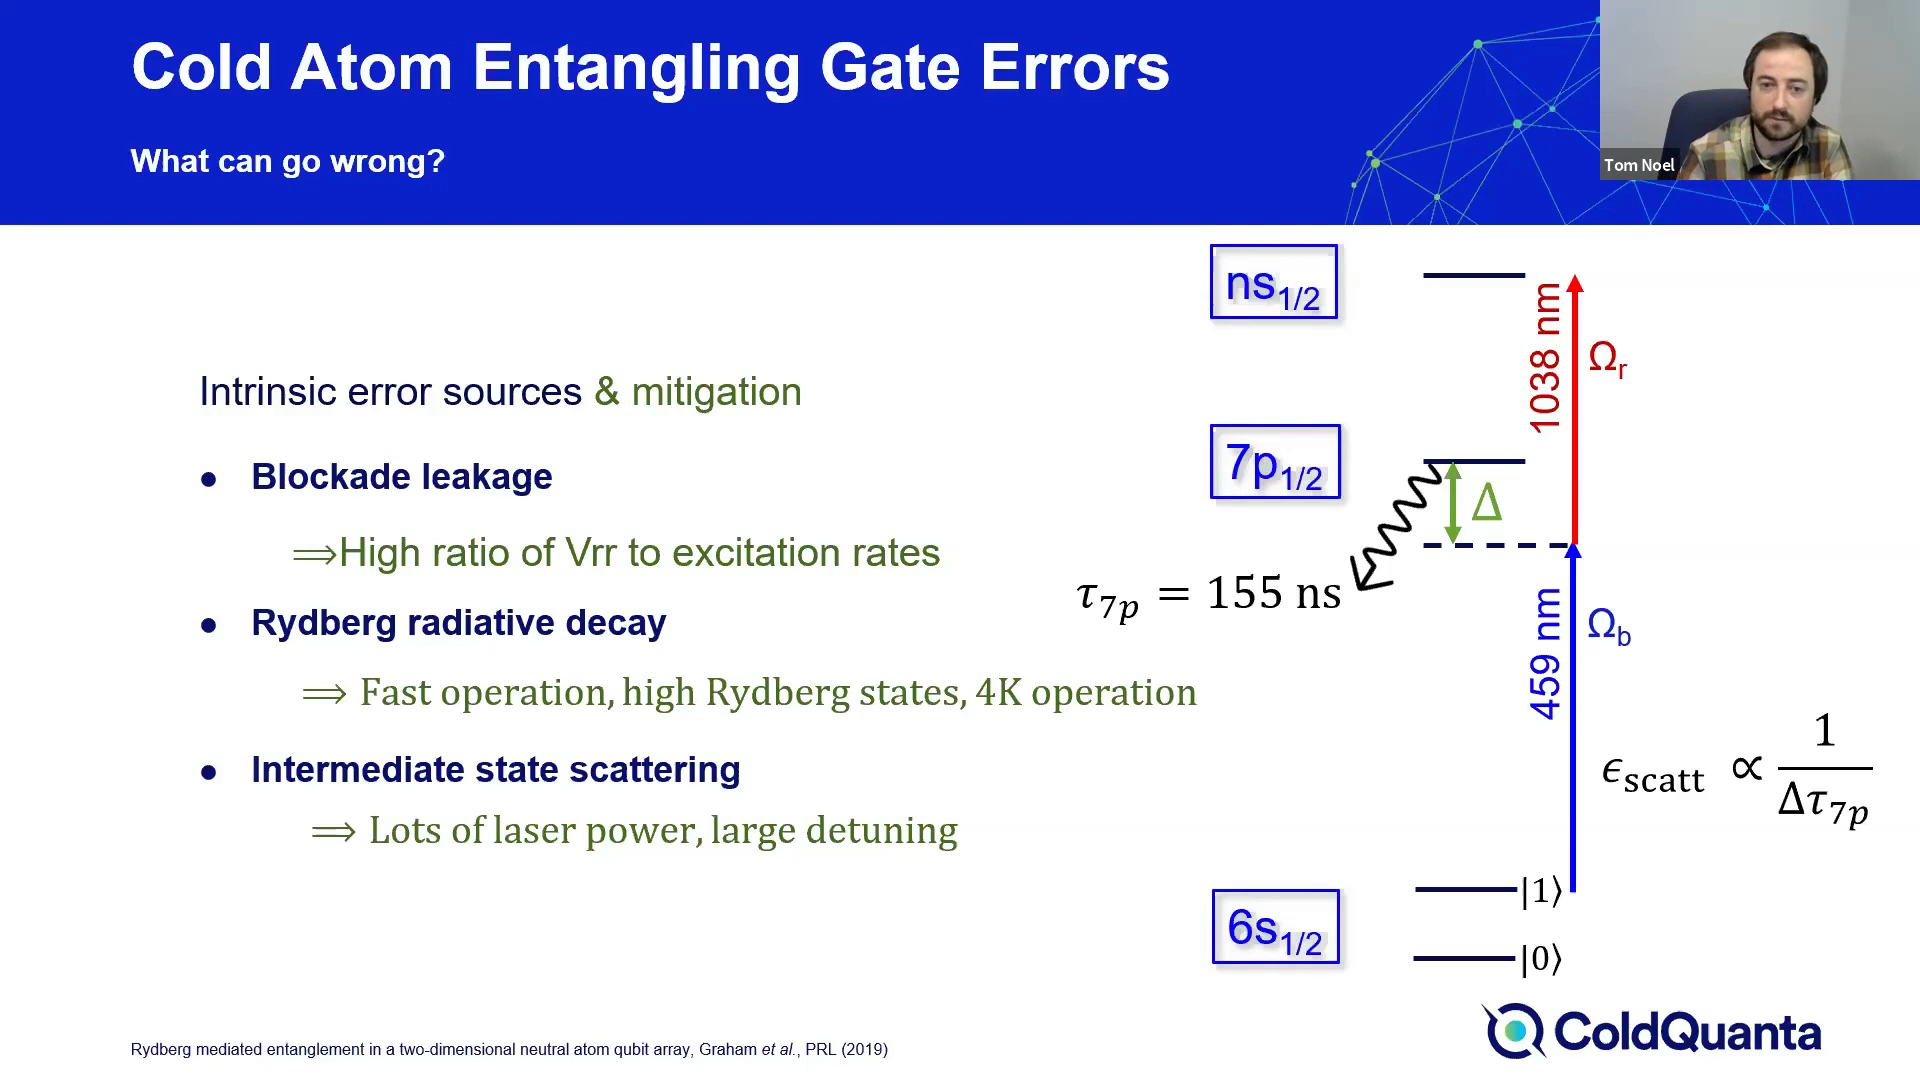 Cold Atom Entangling Gate Errors
What can go wrong?
Tom Noel
Intrinsic error sources & mitigation
● Blockade leakage
⟹High ratio of Vrr to excitation rates
● Rydberg radiative decay
⟹ Fast operation, high Rydberg states, 4K operation
● Intermediate state scattering
⟹ Lots of laser power, large detuning
ns1/2
1038 nm
Ωr
7p1/2
Δ
τ7p = 155 ns
459 nm
Ωb
ϵscatt ∝ 1/Δτ7p
|1⟩
6s1/2
|0⟩
ColdQuanta
Rydberg mediated entanglement in a two-dimensional neutral atom qubit array, Graham et al., PRL (2019)